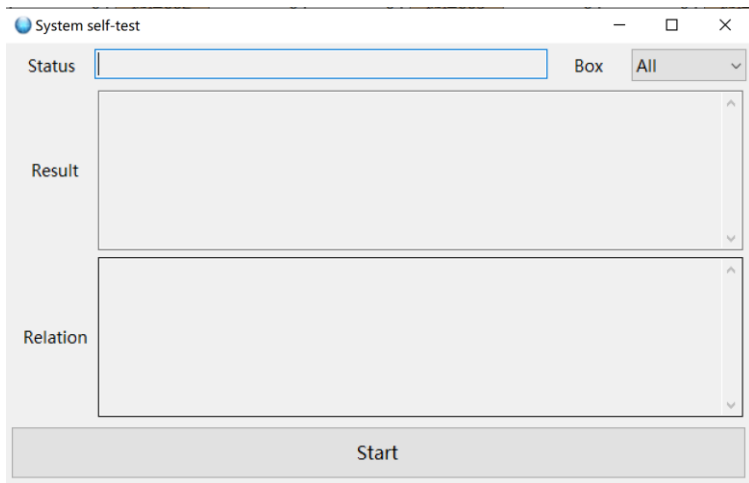 System self-test
Status
Box
All
Result
Relation
Start